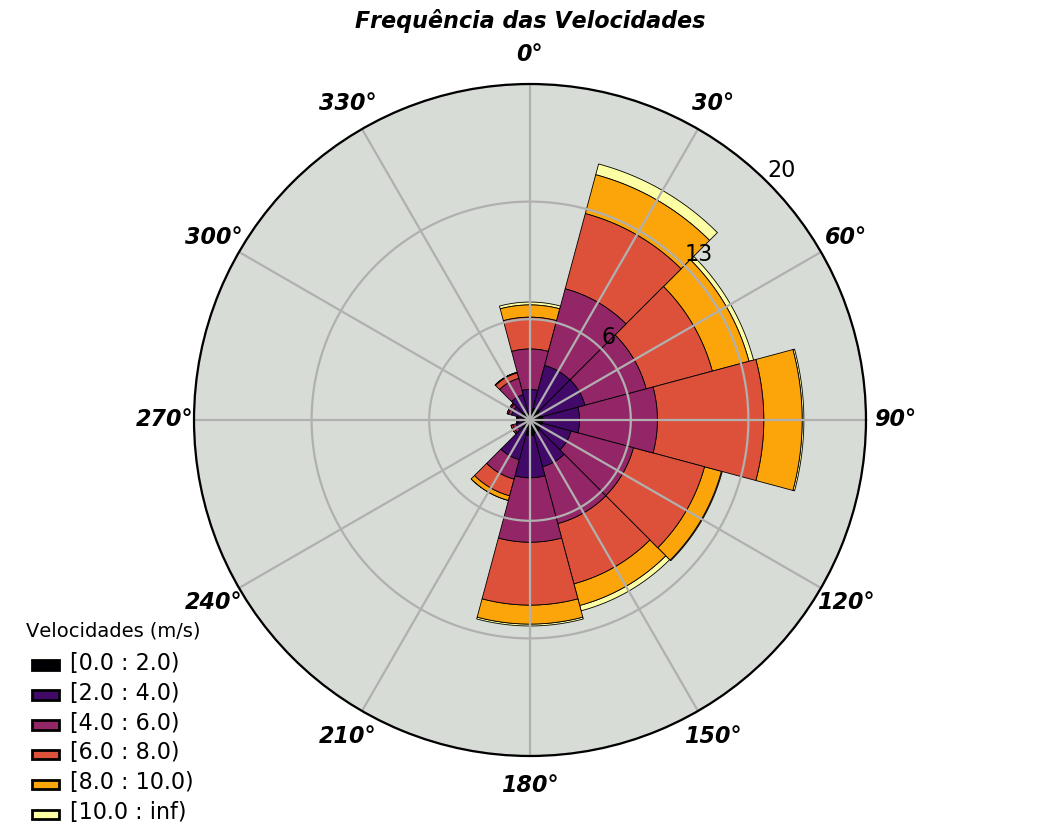 Frequência das Velocidades
0°
330°
30°
20
300°
60°
13
6
270°
90°
240°
120°
210°
150°
180°
Velocidades (m/s)
[0.0 : 2.0)
[2.0 : 4.0)
[4.0 : 6.0)
[6.0 : 8.0)
[8.0 : 10.0)
[10.0 : inf)